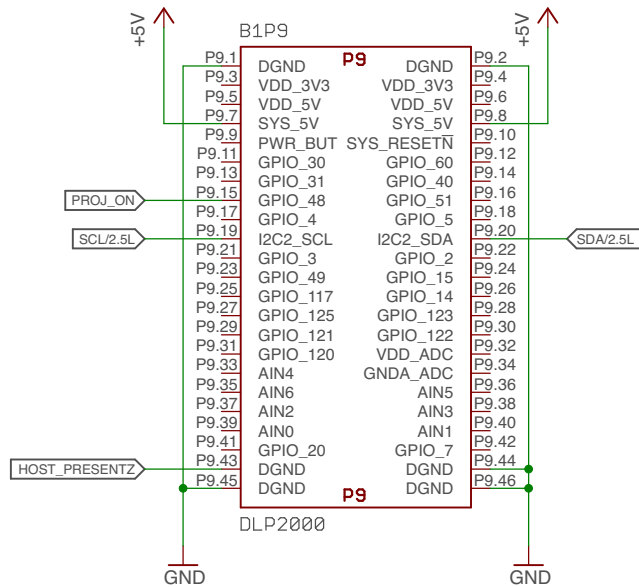 +5V
+5V
B1P9
P9.1 DGND P9 DGND P9.2
P9.3 VDD_3V3 VDD_3V3 P9.4
P9.5 VDD_5V VDD_5V P9.6
P9.7 SYS_5V SYS_5V P9.8
P9.9 PWR_BUT SYS_RESETN̅ P9.10
P9.11 GPIO_30 GPIO_60 P9.12
P9.13 GPIO_31 GPIO_40 P9.14
PROJ_ON P9.15 GPIO_48 GPIO_51 P9.16
P9.17 GPIO_4 GPIO_5 P9.18
SCL/2.5L P9.19 I2C2_SCL I2C2_SDA P9.20 SDA/2.5L
P9.21 GPIO_3 GPIO_2 P9.22
P9.23 GPIO_49 GPIO_15 P9.24
P9.25 GPIO_117 GPIO_14 P9.26
P9.27 GPIO_125 GPIO_123 P9.28
P9.29 GPIO_121 GPIO_122 P9.30
P9.31 GPIO_120 VDD_ADC P9.32
P9.33 AIN4 GNDA_ADC P9.34
P9.35 AIN6 AIN5 P9.36
P9.37 AIN2 AIN3 P9.38
P9.39 AIN0 AIN1 P9.40
P9.41 GPIO_20 GPIO_7 P9.42
HOST_PRESENTZ P9.43 DGND DGND P9.44
P9.45 DGND P9 DGND P9.46
DLP2000
GND
GND